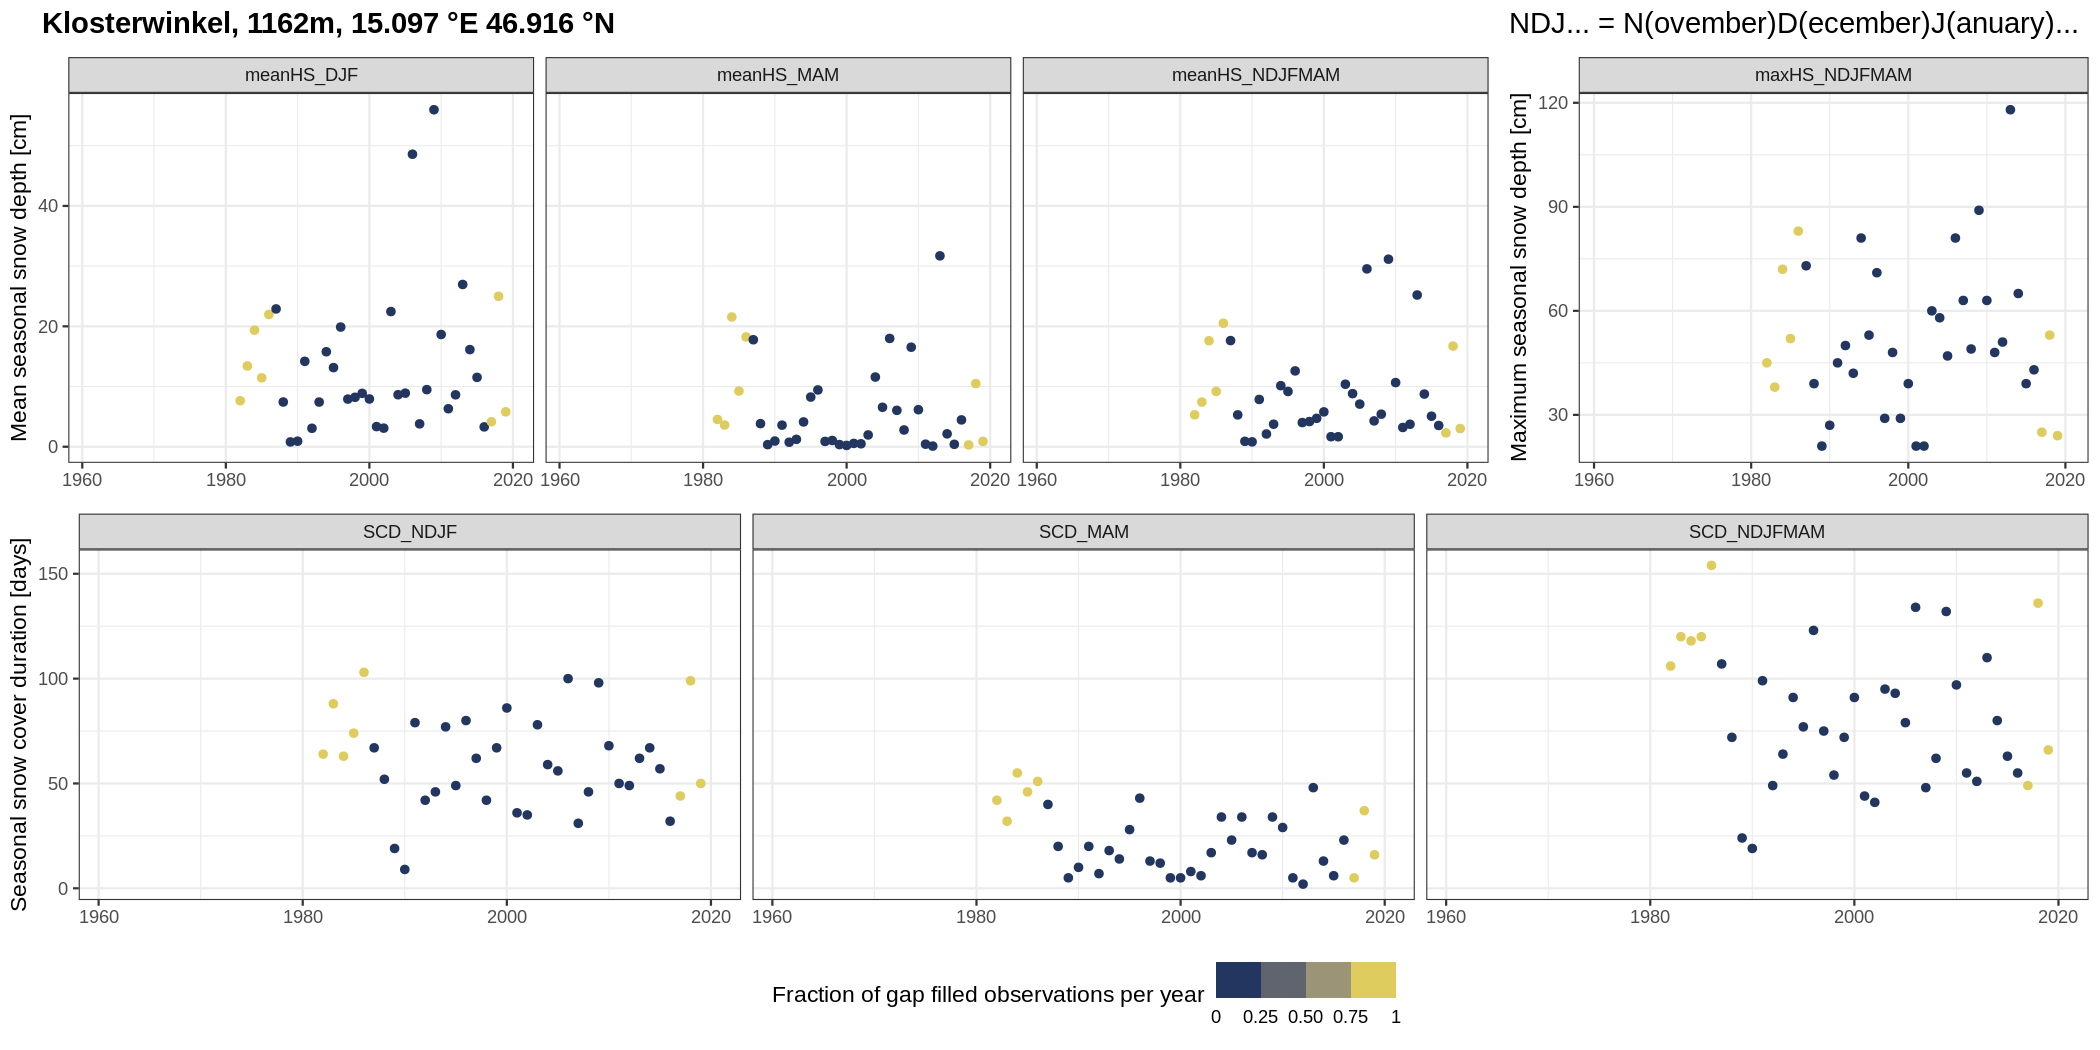 Klosterwinkel, 1162m, 15.097 °E 46.916 °N
NDJ... = N(ovember)D(ecember)J(anuary)...
meanHS_DJF
meanHS_MAM
meanHS_NDJFMAM
maxHS_NDJFMAM
Mean seasonal snow depth [cm]
40
20
0
1960 1980 2000 2020
1960 1980 2000 2020
1960 1980 2000 2020
Maximum seasonal snow depth [cm]
120
90
60
30
1960 1980 2000 2020
SCD_NDJF
SCD_MAM
SCD_NDJFMAM
Seasonal snow cover duration [days]
150
100
50
0
1960 1980 2000 2020
1960 1980 2000 2020
1960 1980 2000 2020
Fraction of gap filled observations per year
0 0.25 0.50 0.75 1